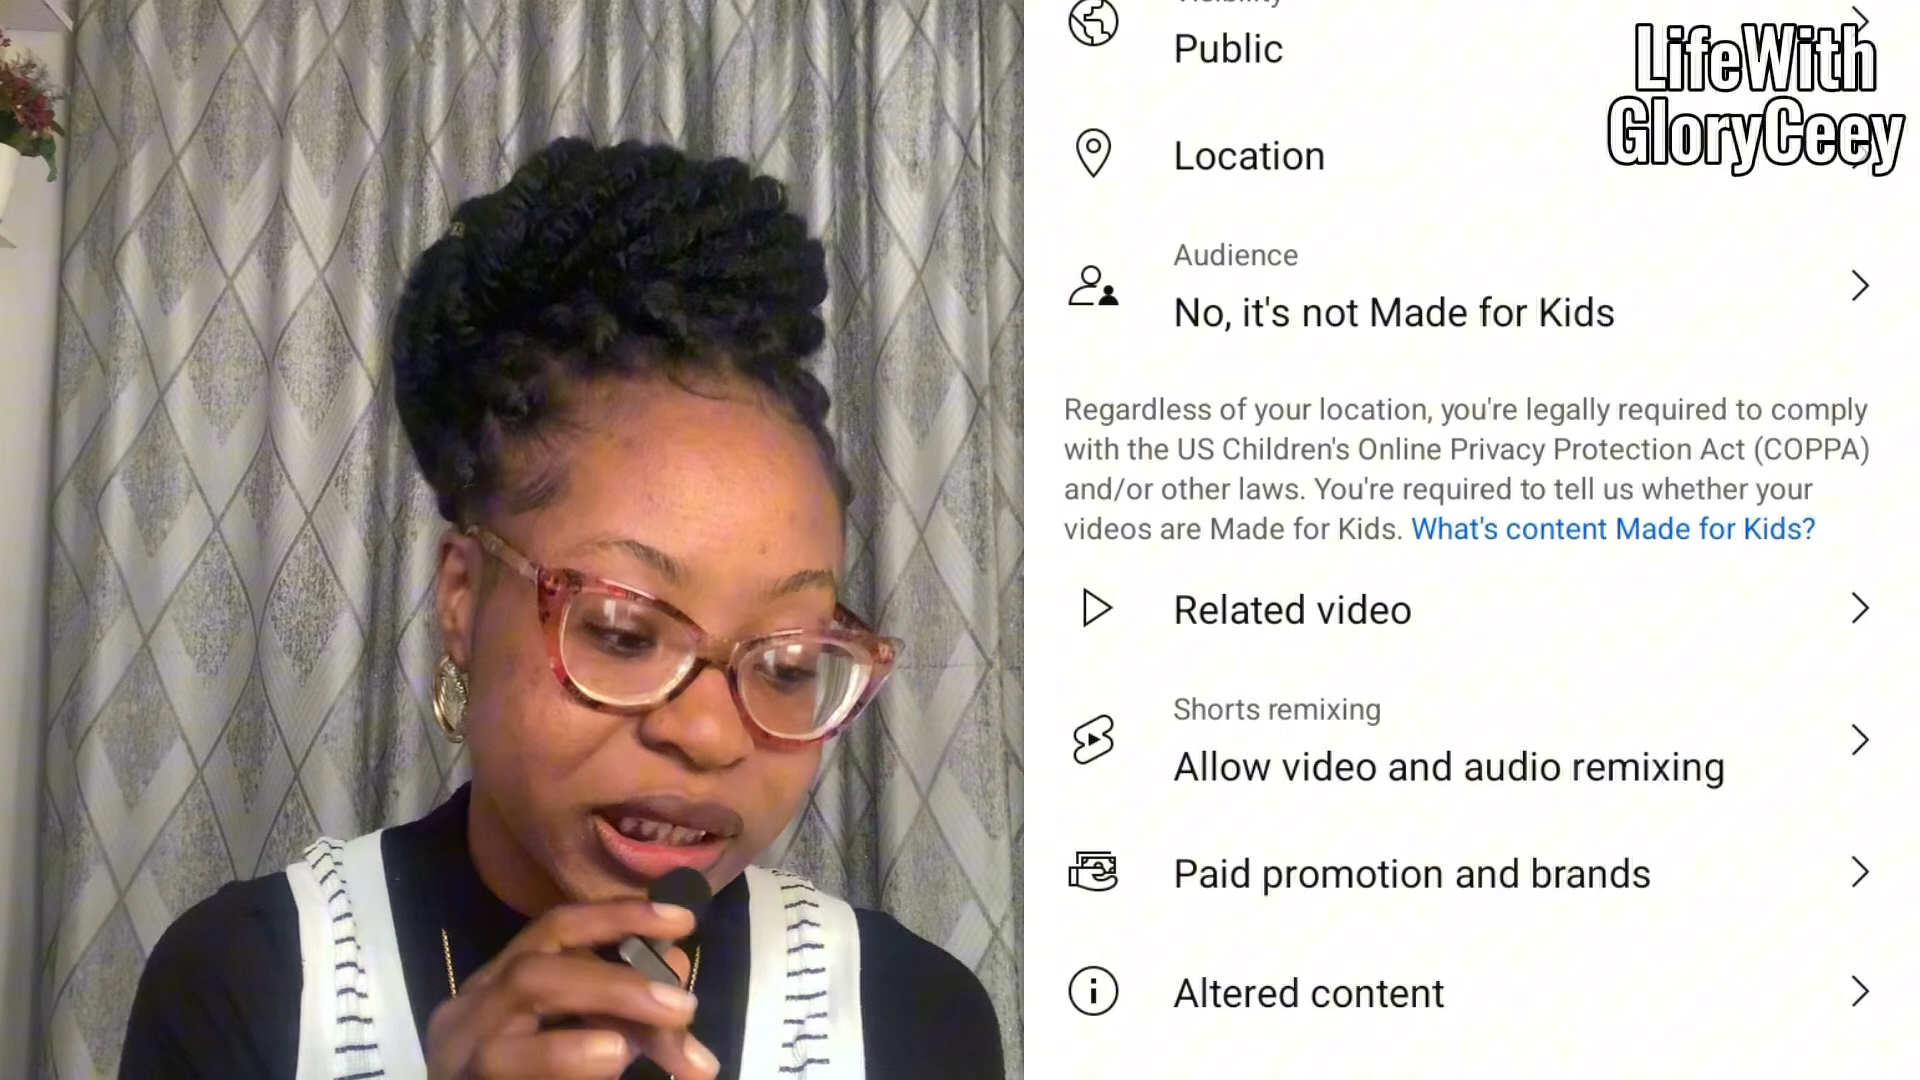 Visibility
Public
LifeWith
GloryCeey
Location
Audience
No, it's not Made for Kids
Regardless of your location, you're legally required to comply
with the US Children's Online Privacy Protection Act (COPPA)
and/or other laws. You're required to tell us whether your
videos are Made for Kids. What's content Made for Kids?
Related video
Shorts remixing
Allow video and audio remixing
Paid promotion and brands
Altered content